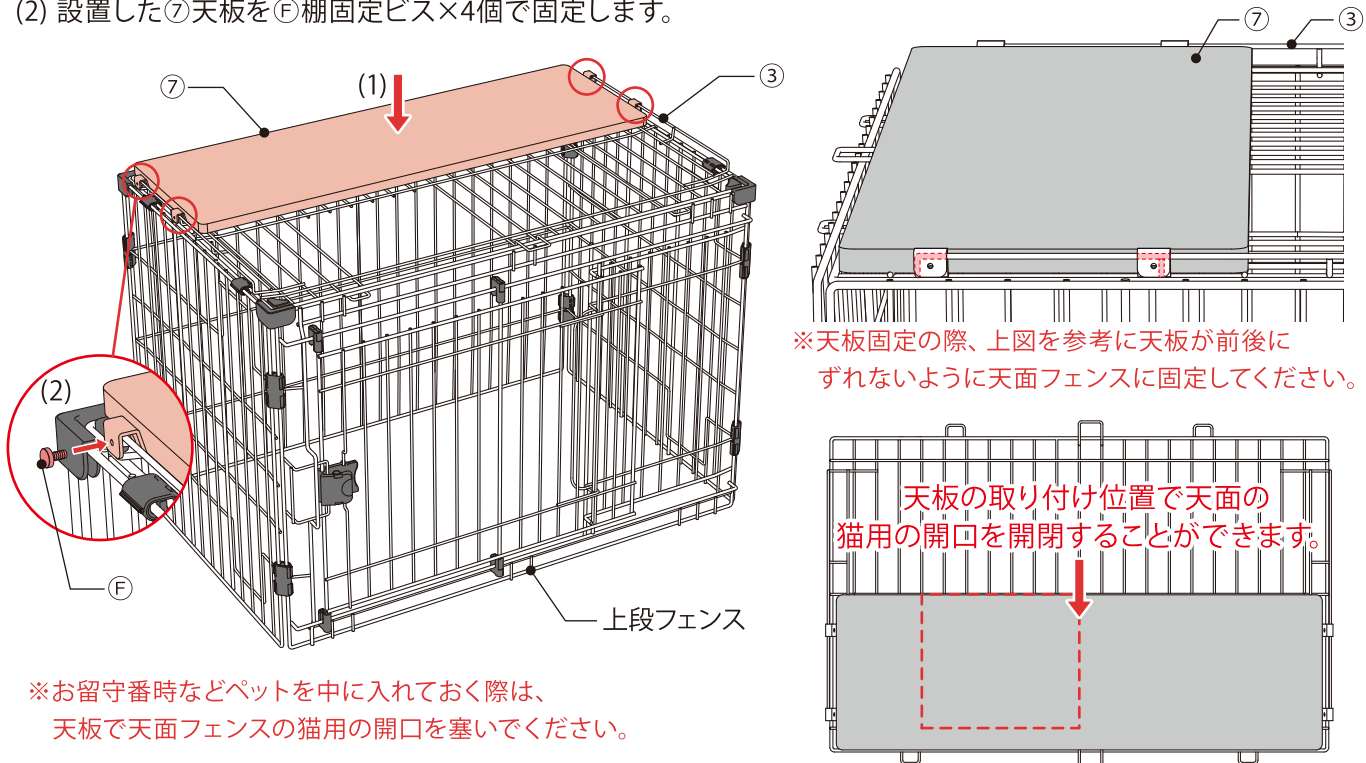 (2) 設置した⑦天板をⒻ棚固定ビス×4個で固定します。
⑦
(1)
③
(2)
Ⓕ
上段フェンス
※お留守番時などペットを中に入れておく際は、
天板で天面フェンスの猫用の開口を塞いでください。
⑦
③
※天板固定の際、上図を参考に天板が前後に
ずれないように天面フェンスに固定してください。
天板の取り付け位置で天面の
猫用の開口を開閉することができます。